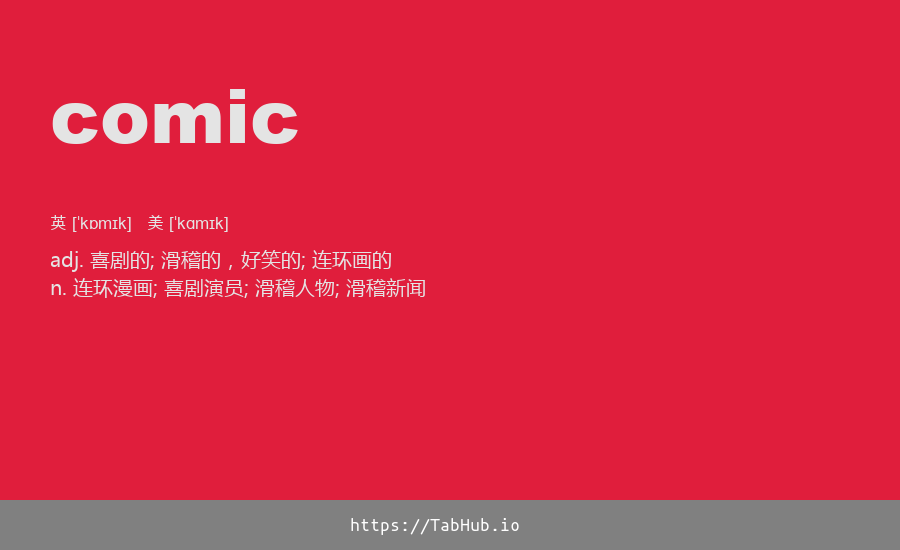 comic
英 [ˈkɒmɪk] 美 [ˈkɑmɪk]
adj. 喜剧的; 滑稽的，好笑的; 连环画的
n. 连环漫画; 喜剧演员; 滑稽人物; 滑稽新闻
https://TabHub.io